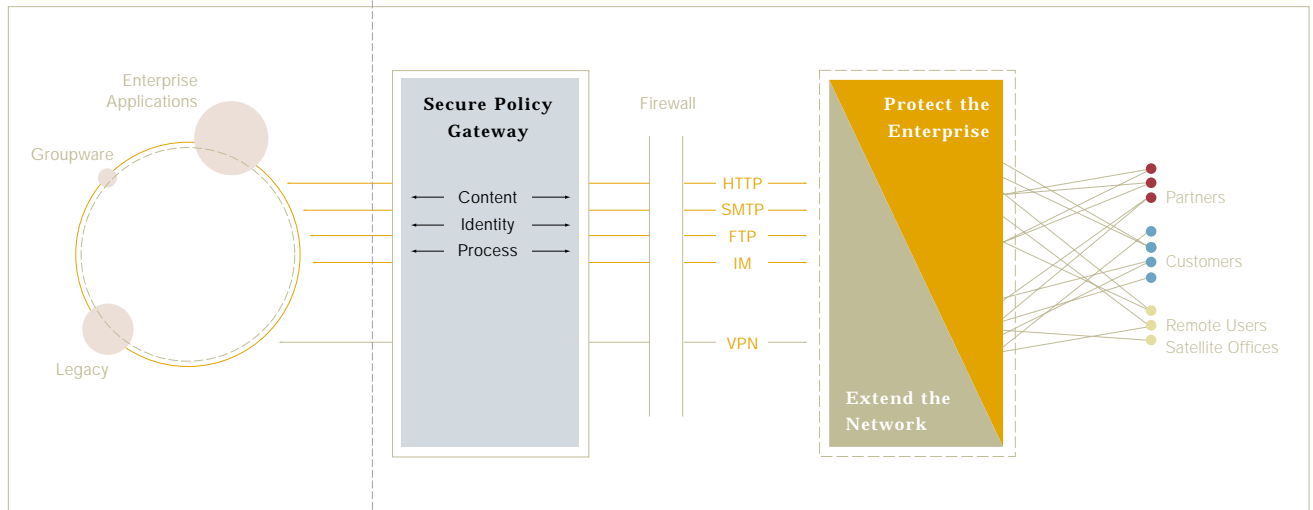 Enterprise
Applications
Groupware
Legacy
Secure Policy
Gateway
Content
Identity
Process
Firewall
HTTP
SMTP
FTP
IM
VPN
Protect the
Enterprise
Extend the
Network
Partners
Customers
Remote Users
Satellite Offices